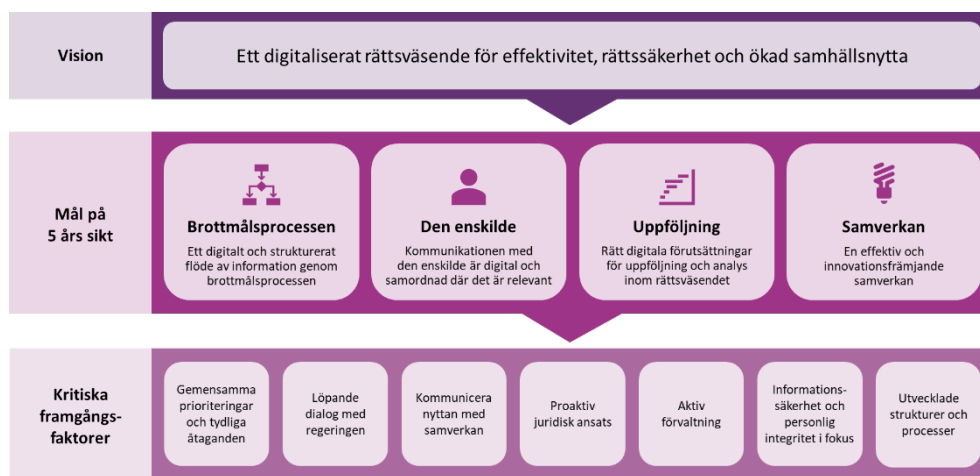 Vision
Ett digitaliserat rättsväsende för effektivitet, rättssäkerhet och ökad samhällsnytta
Mål på
5 års sikt
Brottmålsprocessen
Ett digitalt och strukturerat
flöde av information genom
brottmålsprocessen
Den enskilde
Kommunikationen med
den enskilde är digital och
samordnad där det är relevant
Uppföljning
Rätt digitala förutsättningar
för uppföljning och analys
inom rättsväsendet
Samverkan
En effektiv och
innovationsfrämjande
samverkan
Kritiska
framgångs-
faktorer
Gemensamma
prioriteringar
och tydliga
åtaganden
Löpande
dialog med
regeringen
Kommunicera
nyttan med
samverkan
Proaktiv
juridisk ansats
Aktiv
förvaltning
Informations-
säkerhet och
personlig
integritet i fokus
Utvecklade
strukturer och
processer